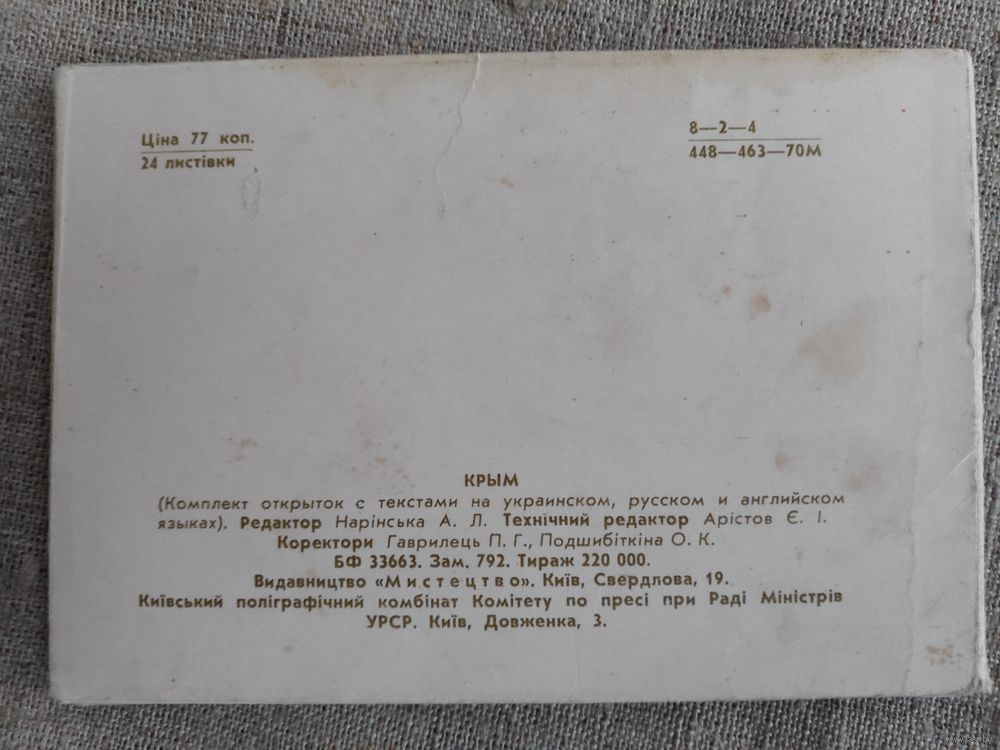 Ціна 77 коп.
24 листівки
8—2—4
448—463—70М
КРЫМ
(Комплект открыток с текстами на украинском, русском и английском
языках). Редактор Нарінська А. Л. Технічний редактор Арістов Є. І.
Коректори Гаврилець П. Г., Подшибіткіна О. К.
БФ 33663. Зам. 792. Тираж 220 000.
Видавництво «Мистецтво». Київ, Свердлова, 19.
Київський поліграфічний комбінат Комітету по пресі при Раді Міністрів
УРСР. Київ, Довженка, 3.